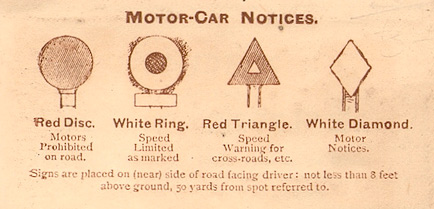 MOTOR-CAR NOTICES.
Red Disc. White Ring. Red Triangle. White Diamond.
Motors Speed Speed Motor
Prohibited Limited Warning for Notices.
on road. as marked cross-roads, etc.
Signs are placed on (near) side of road facing driver: not less than 8 feet
above ground, 50 yards from spot referred to.